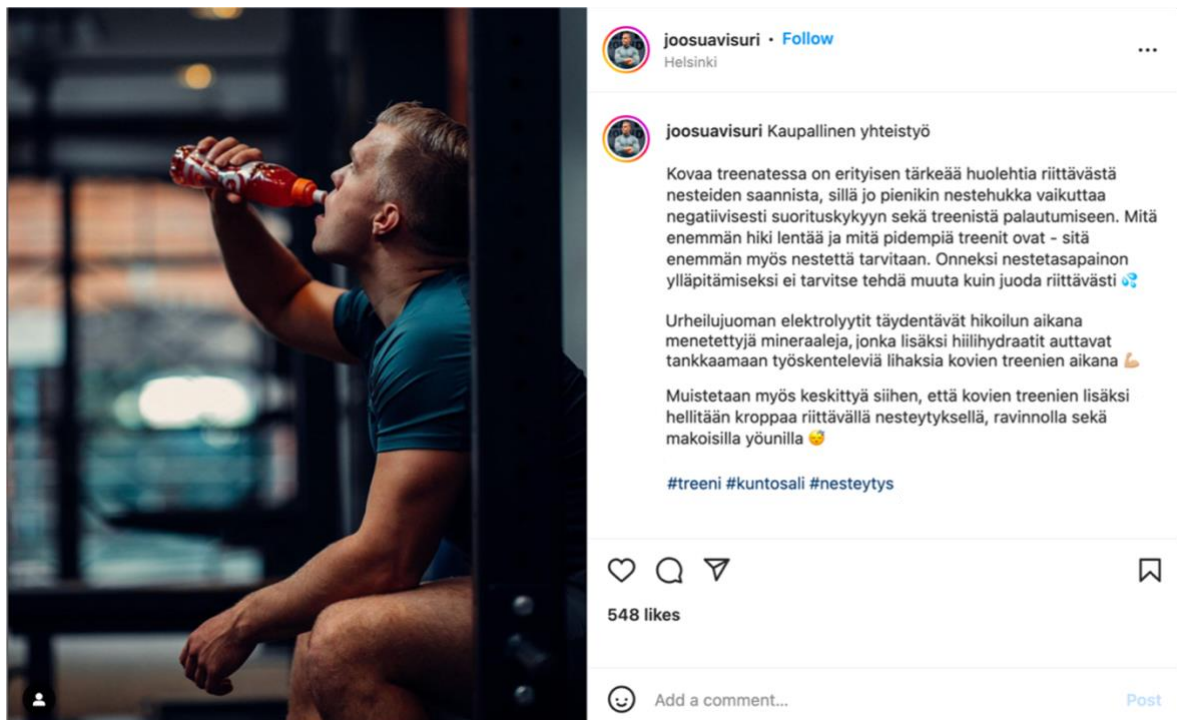 joosuavisuri • Follow
Helsinki
joosuavisuri Kaupallinen yhteistyö
Kovaa treenatessa on erityisen tärkeää huolehtia riittävästä
nesteiden saannista, sillä jo pienikin nestehukka vaikuttaa
negatiivisesti suorituskykyyn sekä treenistä palautumiseen. Mitä
enemmän hiki lentää ja mitä pidempiä treenit ovat - sitä
enemmän myös nestettä tarvitaan. Onneksi nestetasapainon
ylläpitämiseksi ei tarvitse tehdä muuta kuin juoda riittävästi 💦
Urheilujuoman elektrolyytit täydentävät hikoilun aikana
menetettyjä mineraaleja, jonka lisäksi hiilihydraatit auttavat
tankkaamaan työskenteleviä lihaksia kovien treenien aikana 💪🏼
Muistetaan myös keskittyä siihen, että kovien treenien lisäksi
hellitään kroppaa riittävällä nesteytyksellä, ravinnolla sekä
makoisilla yöunilla 😴
#treeni #kuntosali #nesteytys
548 likes
Add a comment...
Post